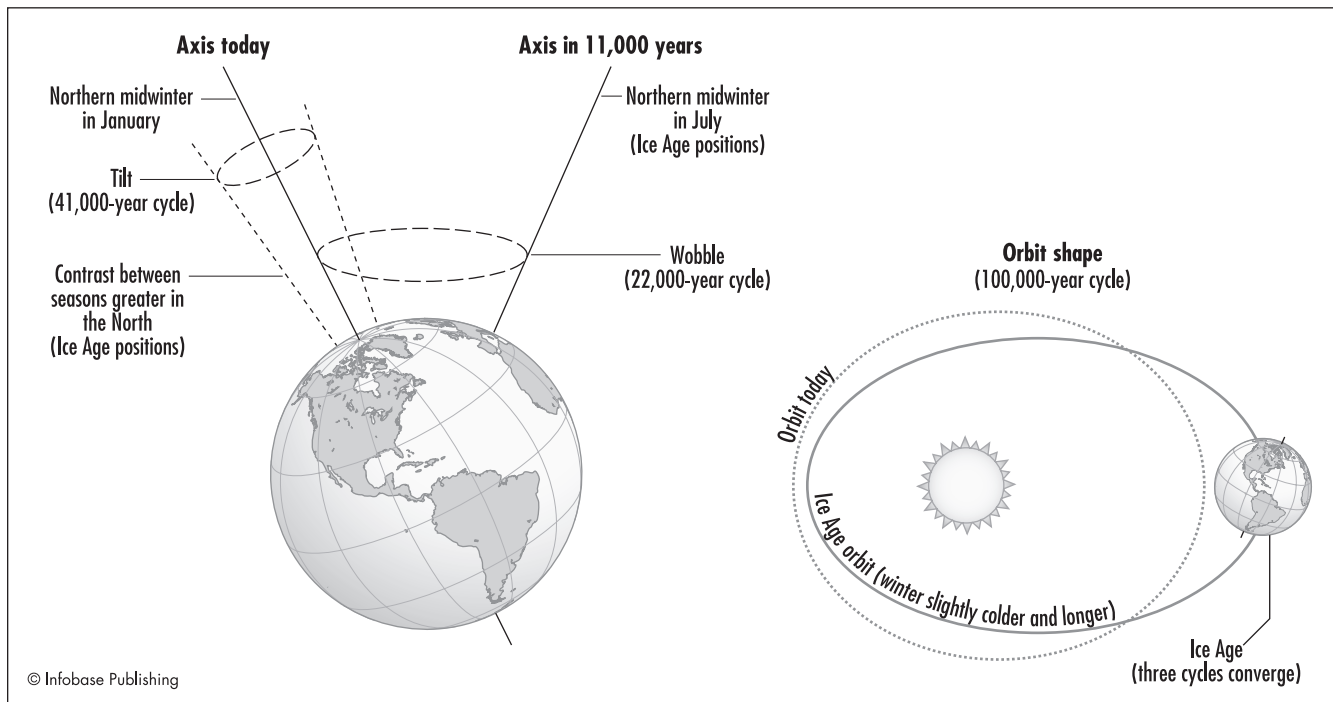 Axis today
Northern midwinter
in January
Tilt
(41,000-year cycle)
Contrast between
seasons greater in
the North
(Ice Age positions)
Axis in 11,000 years
Northern midwinter
in July
(Ice Age positions)
Wobble
(22,000-year cycle)
Orbit shape
(100,000-year cycle)
Orbit today
Ice Age orbit (winter slightly colder and longer)
Ice Age
(three cycles converge)
© Infobase Publishing